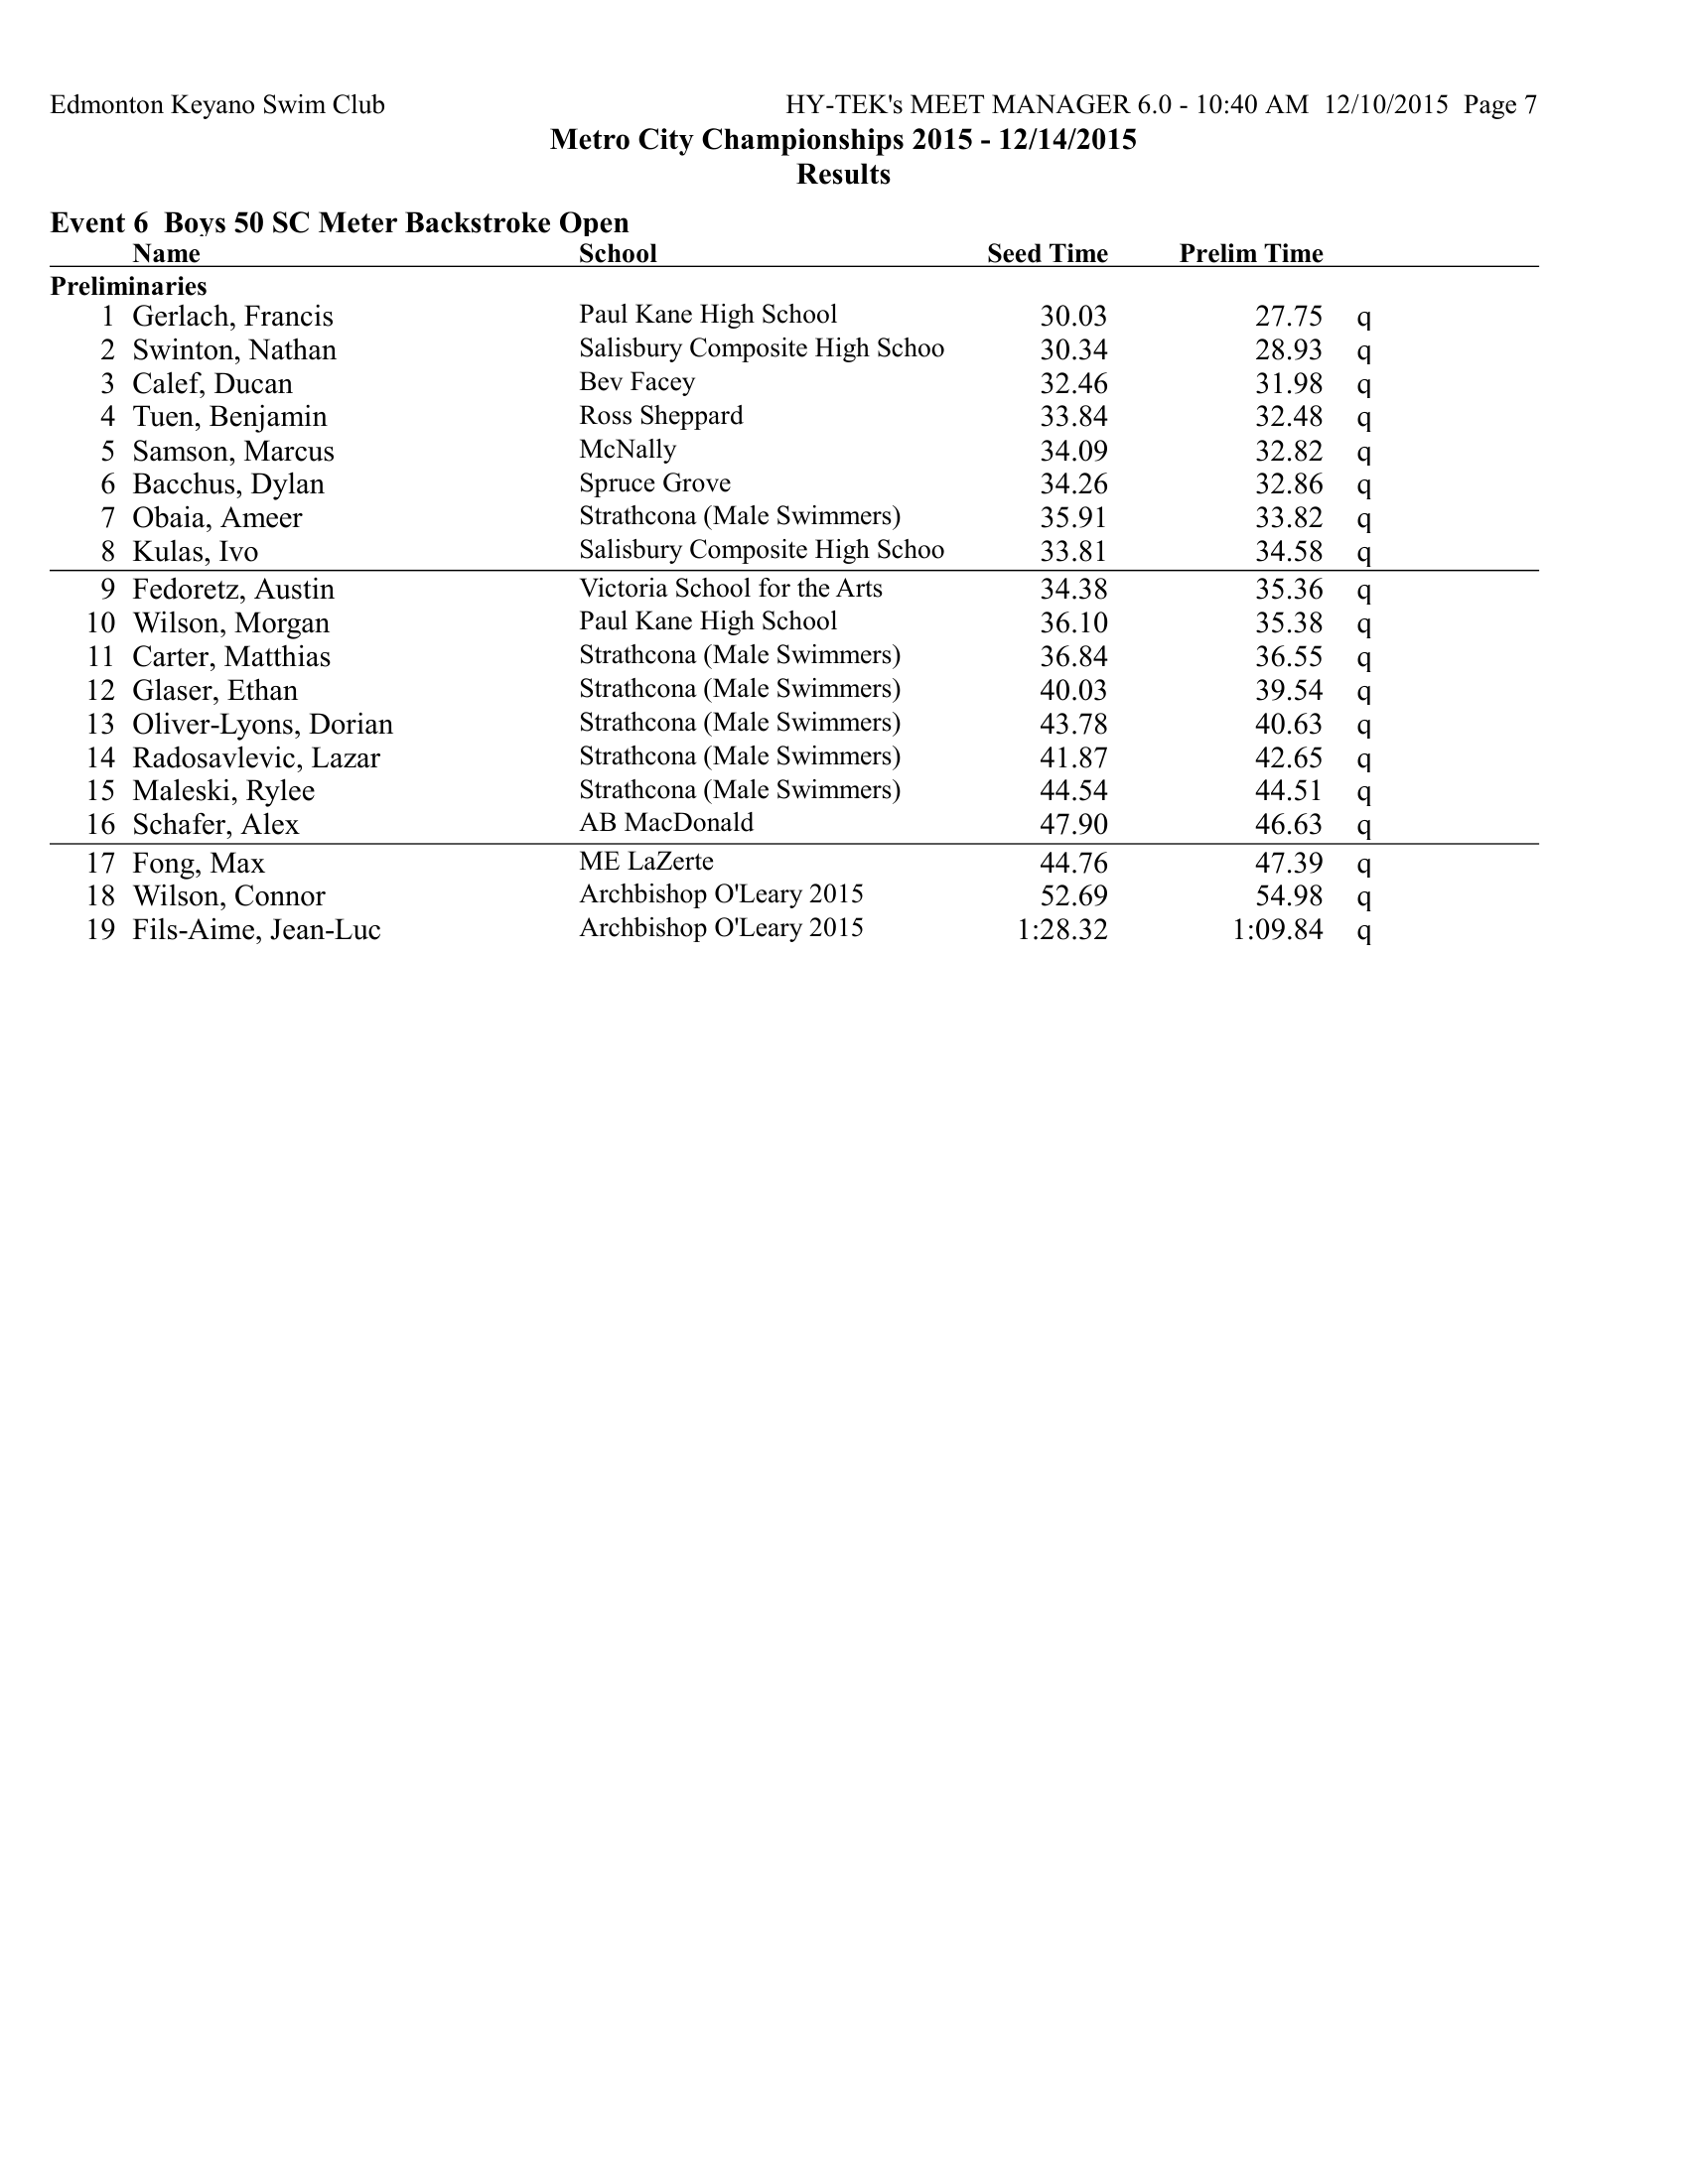 Edmonton Keyano Swim Club HY-TEK's MEET MANAGER 6.0 - 10:40 AM 12/10/2015 Page 7
Metro City Championships 2015 - 12/14/2015
Results
Event 6 Boys 50 SC Meter Backstroke Open
Name School Seed Time Prelim Time
Preliminaries
1 Gerlach, Francis Paul Kane High School 30.03 27.75 q
2 Swinton, Nathan Salisbury Composite High Schoo 30.34 28.93 q
3 Calef, Ducan Bev Facey 32.46 31.98 q
4 Tuen, Benjamin Ross Sheppard 33.84 32.48 q
5 Samson, Marcus McNally 34.09 32.82 q
6 Bacchus, Dylan Spruce Grove 34.26 32.86 q
7 Obaia, Ameer Strathcona (Male Swimmers) 35.91 33.82 q
8 Kulas, Ivo Salisbury Composite High Schoo 33.81 34.58 q
9 Fedoretz, Austin Victoria School for the Arts 34.38 35.36 q
10 Wilson, Morgan Paul Kane High School 36.10 35.38 q
11 Carter, Matthias Strathcona (Male Swimmers) 36.84 36.55 q
12 Glaser, Ethan Strathcona (Male Swimmers) 40.03 39.54 q
13 Oliver-Lyons, Dorian Strathcona (Male Swimmers) 43.78 40.63 q
14 Radosavlevic, Lazar Strathcona (Male Swimmers) 41.87 42.65 q
15 Maleski, Rylee Strathcona (Male Swimmers) 44.54 44.51 q
16 Schafer, Alex AB MacDonald 47.90 46.63 q
17 Fong, Max ME LaZerte 44.76 47.39 q
18 Wilson, Connor Archbishop O'Leary 2015 52.69 54.98 q
19 Fils-Aime, Jean-Luc Archbishop O'Leary 2015 1:28.32 1:09.84 q